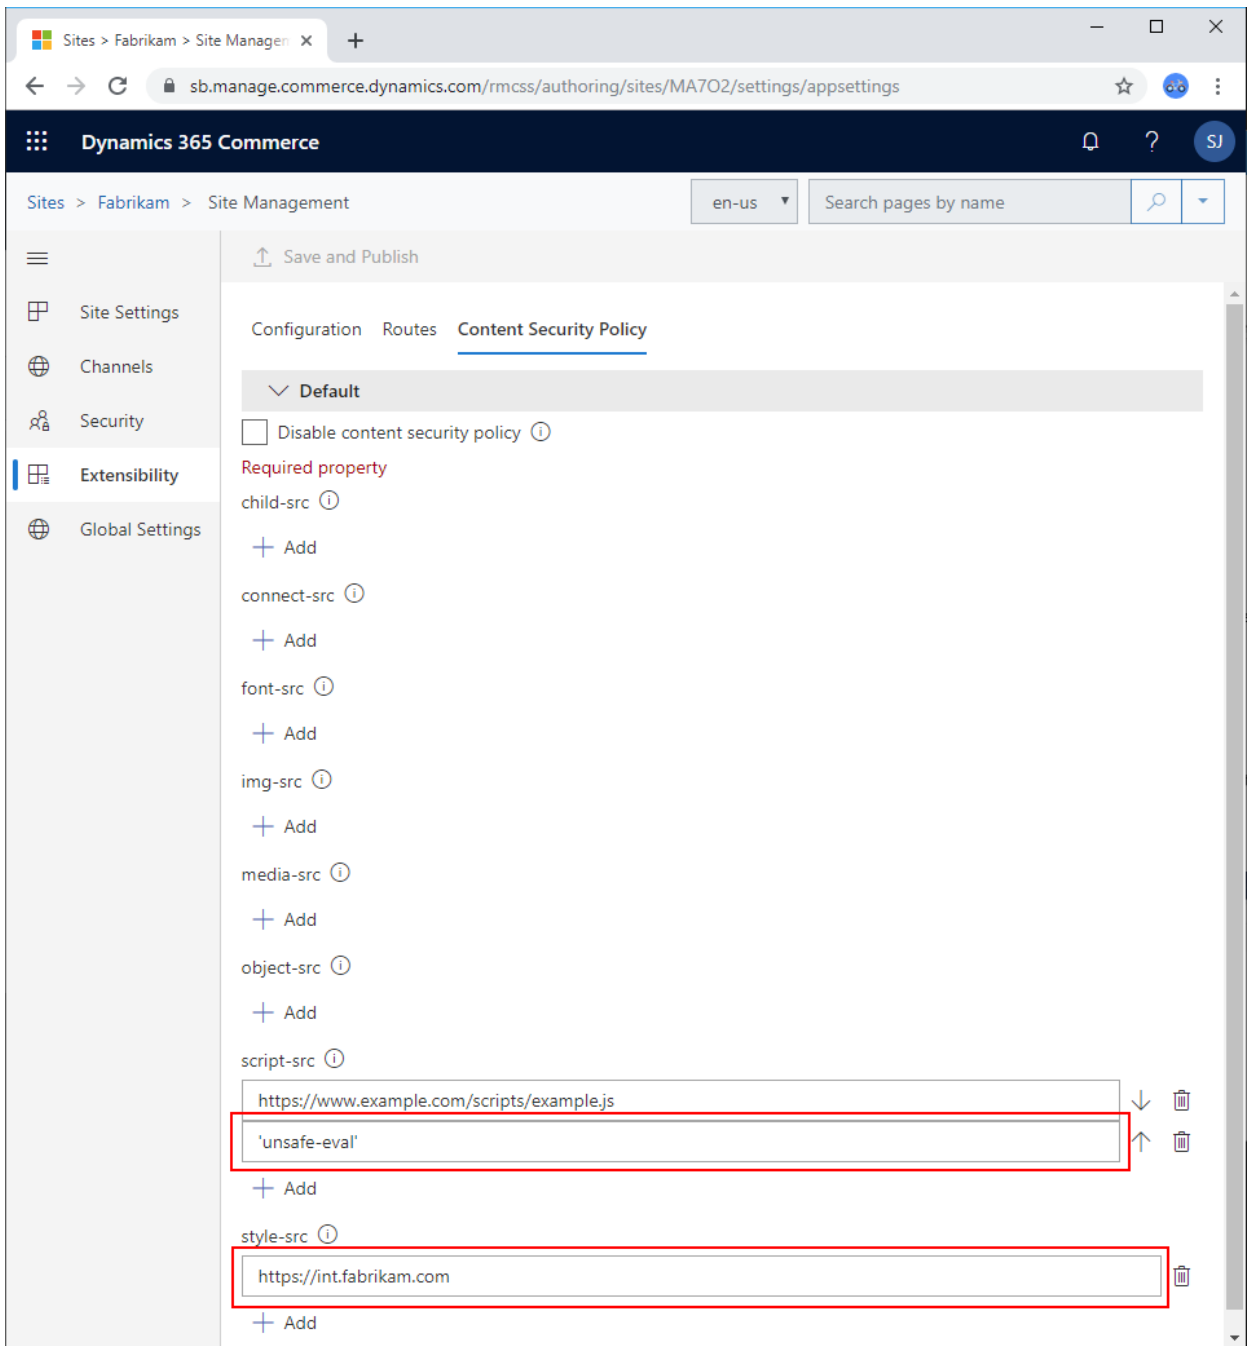 Sites > Fabrikam > Site Manager
sb.manage.commerce.dynamics.com/rmcss/authoring/sites/MA7O2/settings/appsettings
Dynamics 365 Commerce
?
SJ
Sites > Fabrikam > Site Management
en-us
Search pages by name
Save and Publish
Site Settings
Channels
Security
Extensibility
Global Settings
Configuration Routes Content Security Policy
Default
Disable content security policy
Required property
child-src
Add
connect-src
Add
font-src
Add
img-src
Add
media-src
Add
object-src
Add
script-src
https://www.example.com/scripts/example.js
'unsafe-eval'
Add
style-src
https://int.fabrikam.com
Add